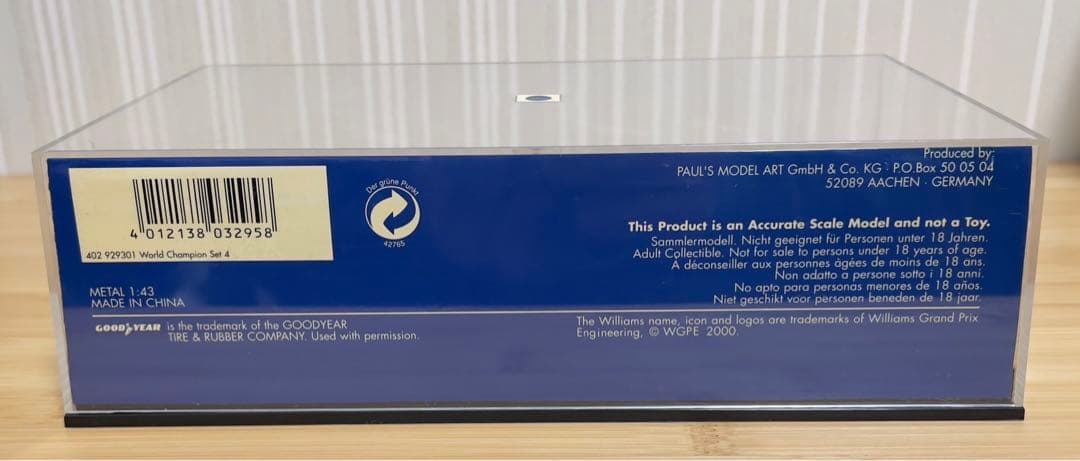 4 012138 032958
402 929301 World Champion Set 4
Der grüne Punkt
42765
METAL 1:43
MADE IN CHINA
GOODYEAR is the trademark of the GOODYEAR
TIRE & RUBBER COMPANY. Used with permission.
Produced by:
PAUL'S MODEL ART GmbH & Co. KG · P.O.Box 50 05 04
52089 AACHEN · GERMANY
This Product is an Accurate Scale Model and not a Toy.
Sammlermodell. Nicht geeignet für Personen unter 18 Jahren.
Adult Collectible. Not for sale to persons under 18 years of age.
A déconseiller aux personnes âgées de moins de 18 ans.
Non adatto a persone sotto i 18 anni.
No apto para personas menores de 18 años.
Niet geschikt voor personen beneden de 18 jaar.
The Williams name, icon and logos are trademarks of Williams Grand Prix
Engineering, © WGPE 2000.